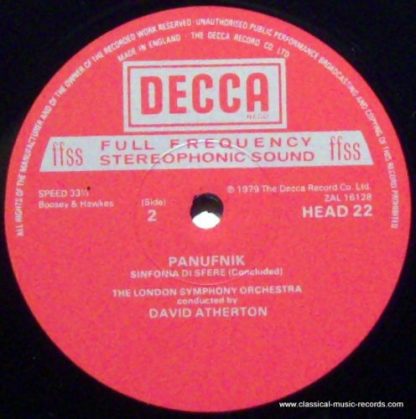 ALL RIGHTS OF THE MANUFACTURER AND OF THE OWNER OF THE RECORDED WORK RESERVED · UNAUTHORISED PUBLIC PERFORMANCE BROADCASTING AND COPYING OF THIS RECORD PROHIBITED
MADE IN ENGLAND · THE DECCA RECORD CO. LTD.
DECCA
ffss FULL FREQUENCY STEREOPHONIC SOUND ffss
SPEED 33⅓
Boosey & Hawkes
(Side)
2
℗ 1979 The Decca Record Co. Ltd.
ZAL 16128
HEAD 22
PANUFNIK
SINFONIA DI SFERE (Concluded)
THE LONDON SYMPHONY ORCHESTRA
conducted by
DAVID ATHERTON
www.classical-music-records.com